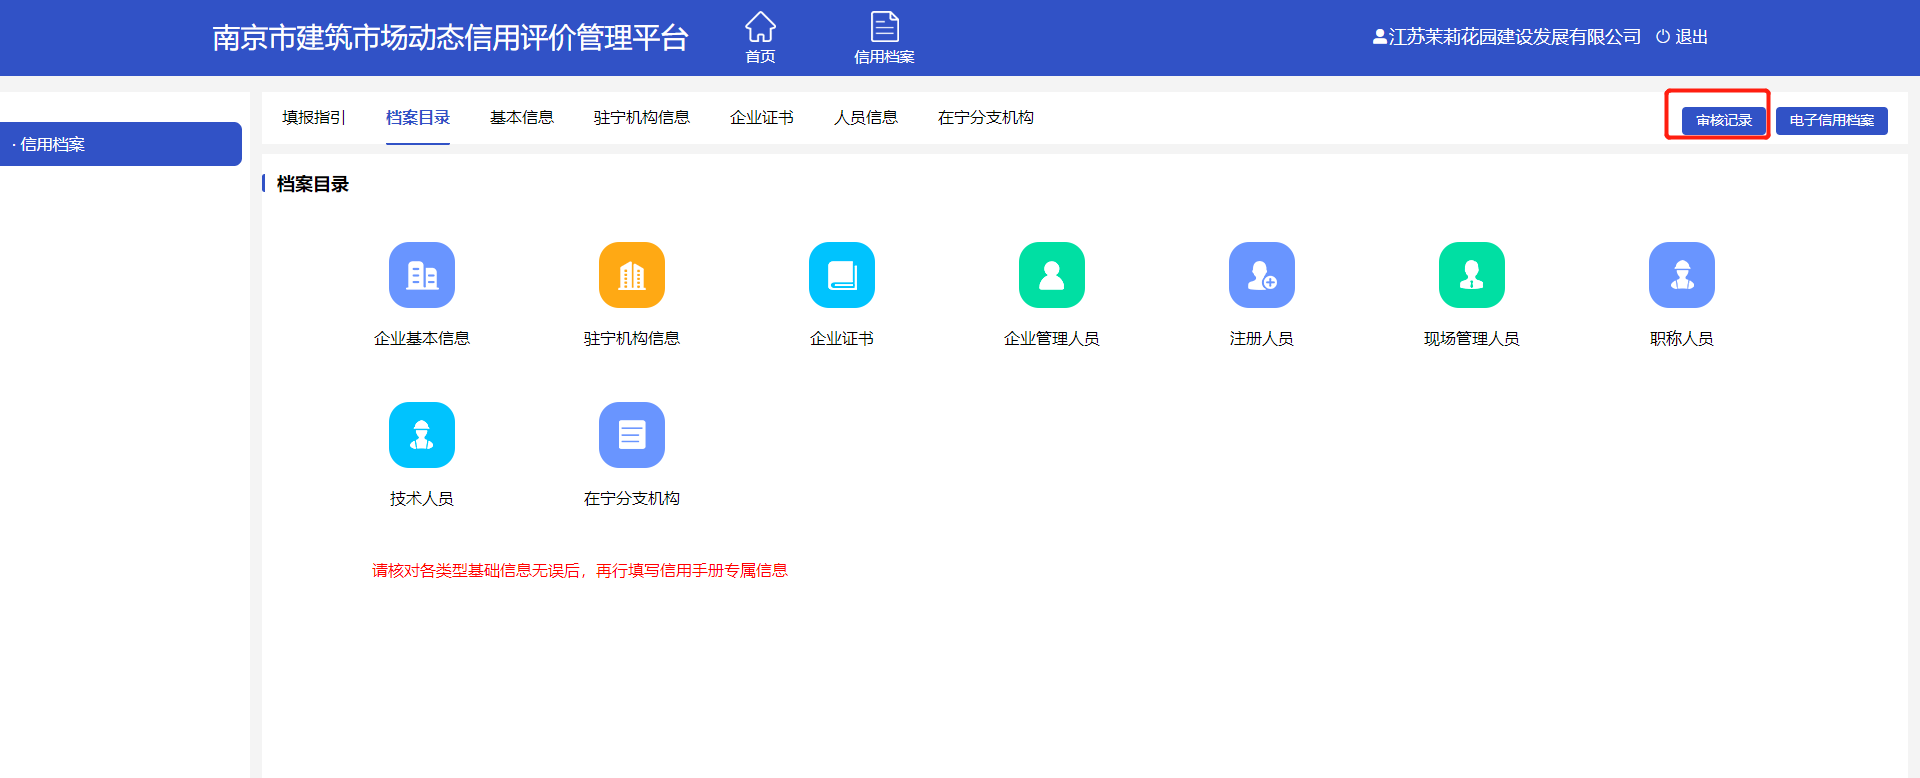 南京市建筑市场动态信用评价管理平台
首页
信用档案
江苏茉莉花园建设发展有限公司
退出
· 信用档案
填报指引
档案目录
基本信息
驻宁机构信息
企业证书
人员信息
在宁分支机构
审核记录
电子信用档案
档案目录
企业基本信息
驻宁机构信息
企业证书
企业管理人员
注册人员
现场管理人员
职称人员
技术人员
在宁分支机构
请核对各类型基础信息无误后，再行填写信用手册专属信息